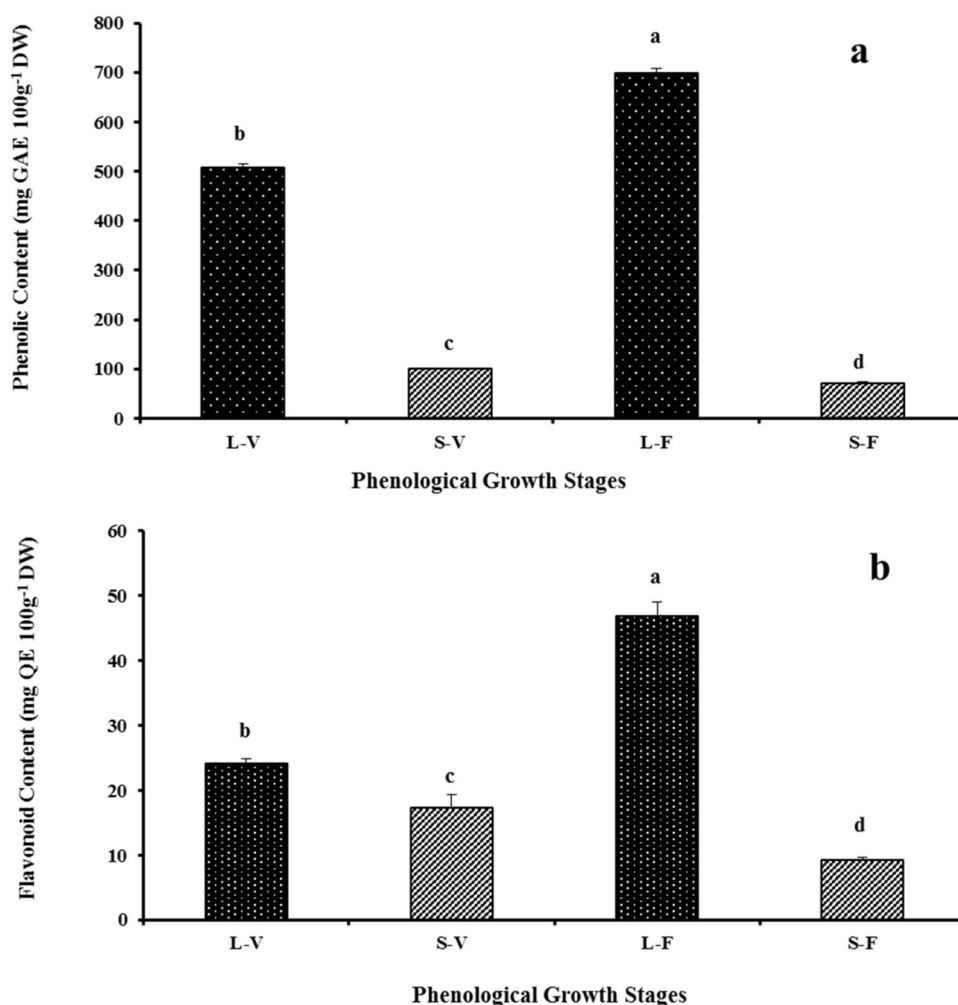 800
a
a
700
600
b
500
400
300
200
c
d
100
0
L-V S-V L-F S-F
Phenolic Content (mg GAE 100g⁻¹ DW)
Phenological Growth Stages
60
b
a
50
40
30
b
c
20
d
10
0
L-V S-V L-F S-F
Flavonoid Content (mg QE 100g⁻¹ DW)
Phenological Growth Stages